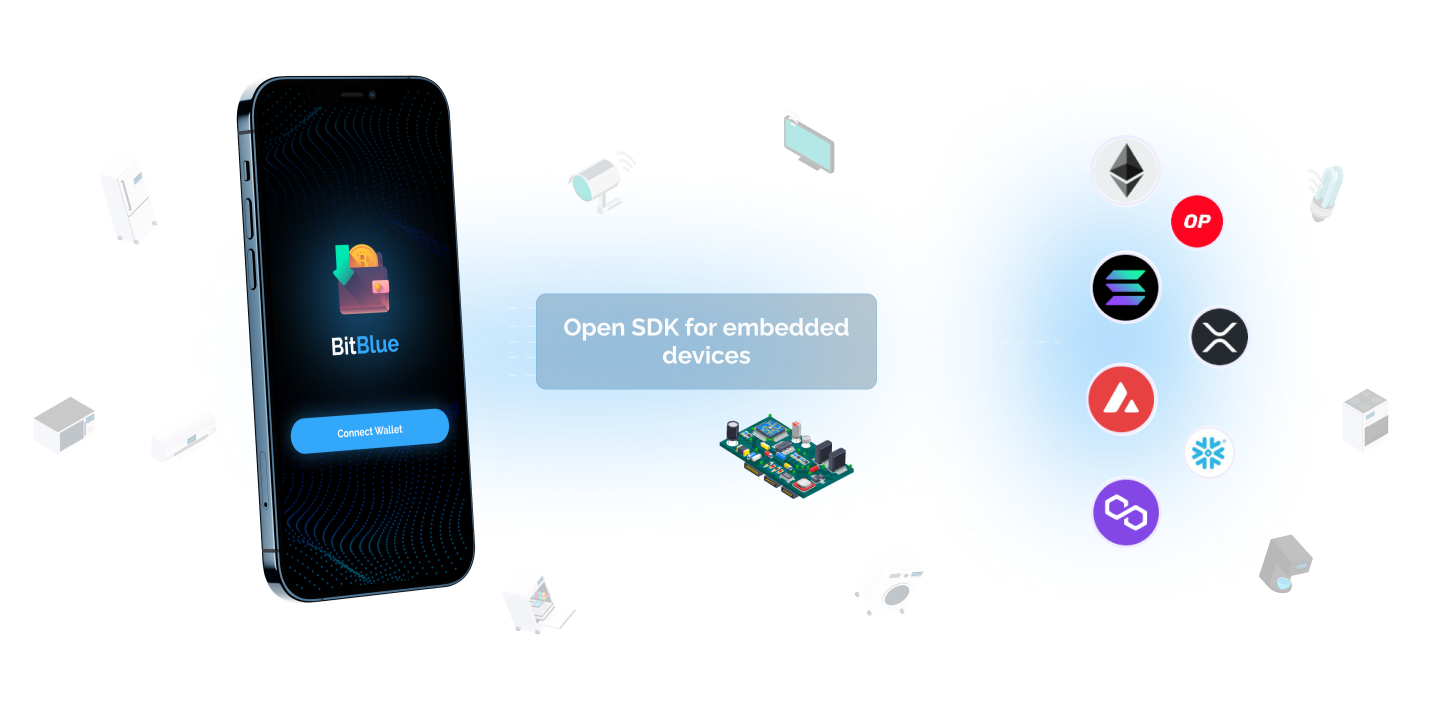 BitBlue
Connect Wallet
Open SDK for embedded
devices
OP